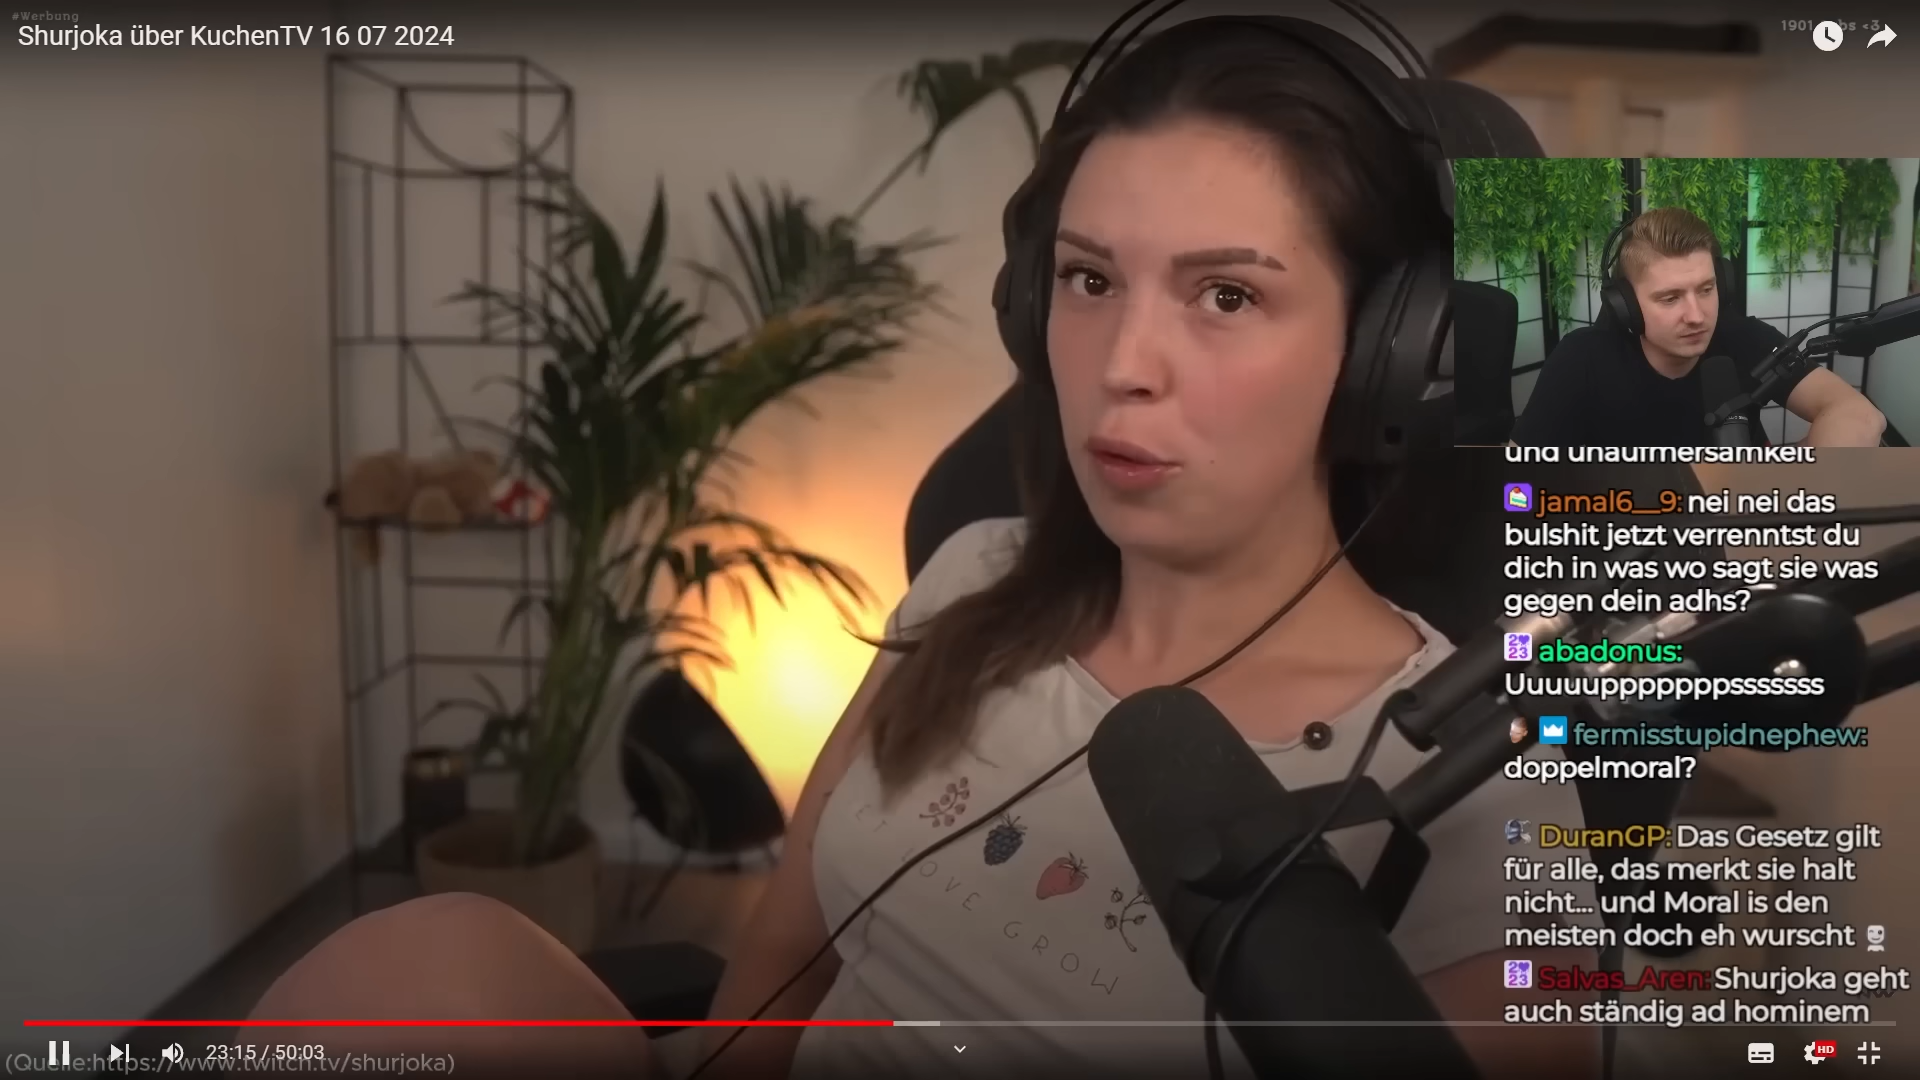 #Werbung
Shurjoka über KuchenTV 16 07 2024
und unaufmersamkeit
jamal6__9: nei nei das
bulshit jetzt verrenntst du
dich in was wo sagt sie was
gegen dein adhs?
abadonus:
Uuuuupppppppsssssss
fermisstupidnephew:
doppelmoral?
DuranGP: Das Gesetz gilt
für alle, das merkt sie halt
nicht... und Moral is den
meisten doch eh wurscht
Salvas_Aren: Shurjoka geht
auch ständig ad hominem
LET LOVE GROW
23:15 / 50:03
HD
(Quelle:https://www.twitch.tv/shurjoka)